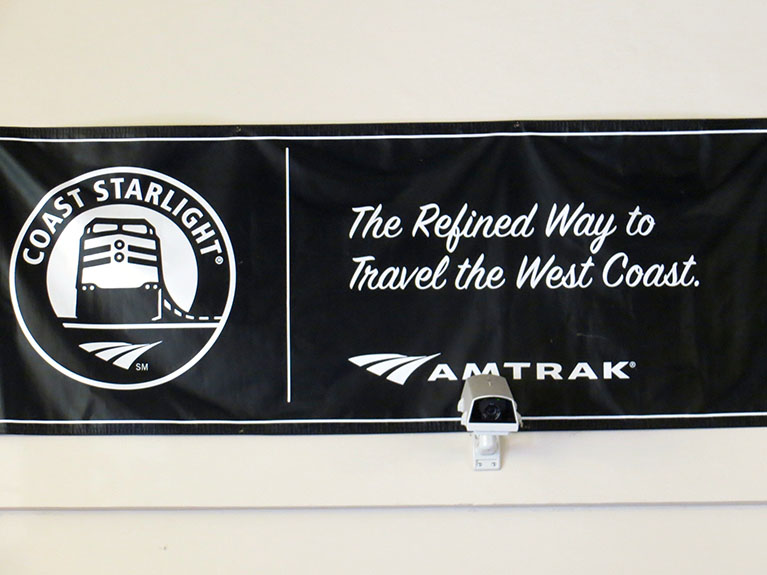 COAST STARLIGHT®
SM
The Refined Way to
Travel the West Coast.
AMTRAK®